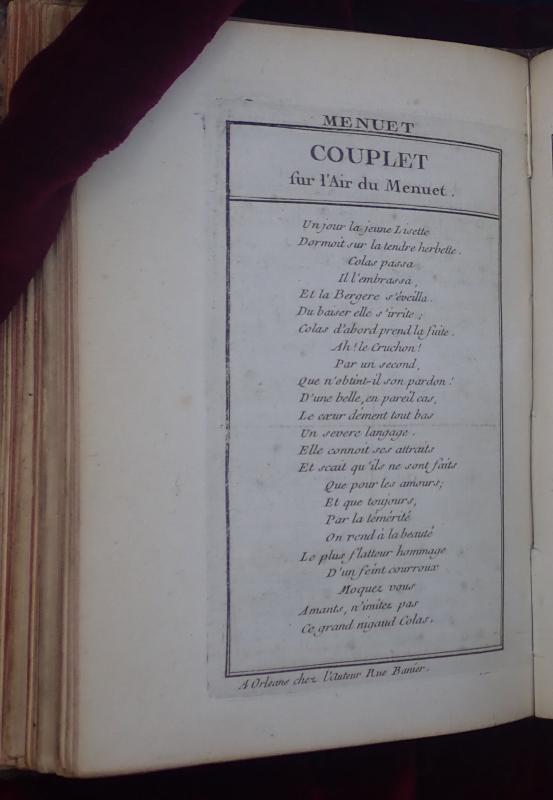 MENUET
COUPLET
sur l'Air du Menuet.
Un jour la jeune Lisette
Dormoit sur la tendre herbette.
Colas passa
Il l'embrassa,
Et la Bergere s'éveilla.
Du baiser elle s'irrite;
Colas d'abord prend la fuite.
Ah! le Cruchon!
Par un second,
Que n'obtint-il son pardon!
D'une belle, en pareil cas,
Le cœur dément tout bas
Un severe langage.
Elle connoit ses attraits
Et scait qu'ils ne sont faits
Que pour les amours;
Et que toujours,
Par la témérité
On rend à la beauté
Le plus flatteur hommage
D'un feint courroux
Moquez vous
Amants, n'imitez pas
Ce grand nigaud Colas.
A Orleans chez l'Auteur Rue Banier.